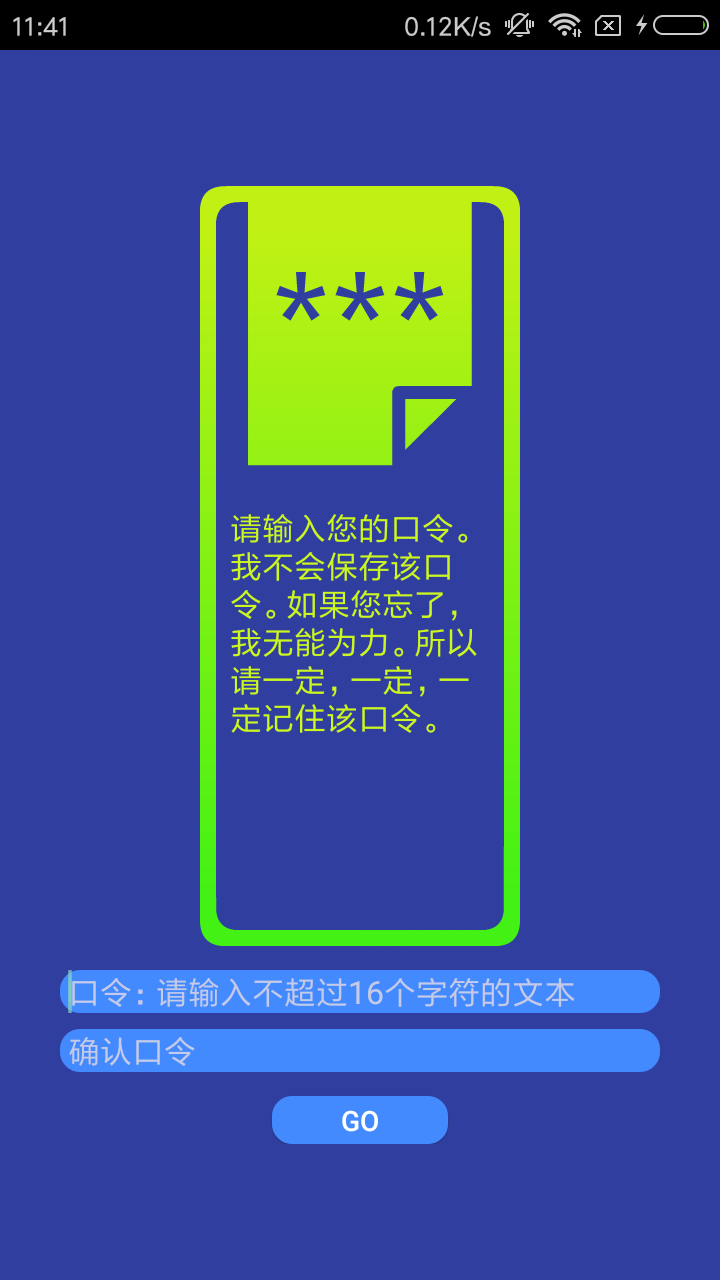 11:41
0.12K/s
***
请输入您的口令。
我不会保存该口
令。如果您忘了，
我无能为力。所以
请一定，一定，一
定记住该口令。
口令：请输入不超过16个字符的文本
确认口令
GO